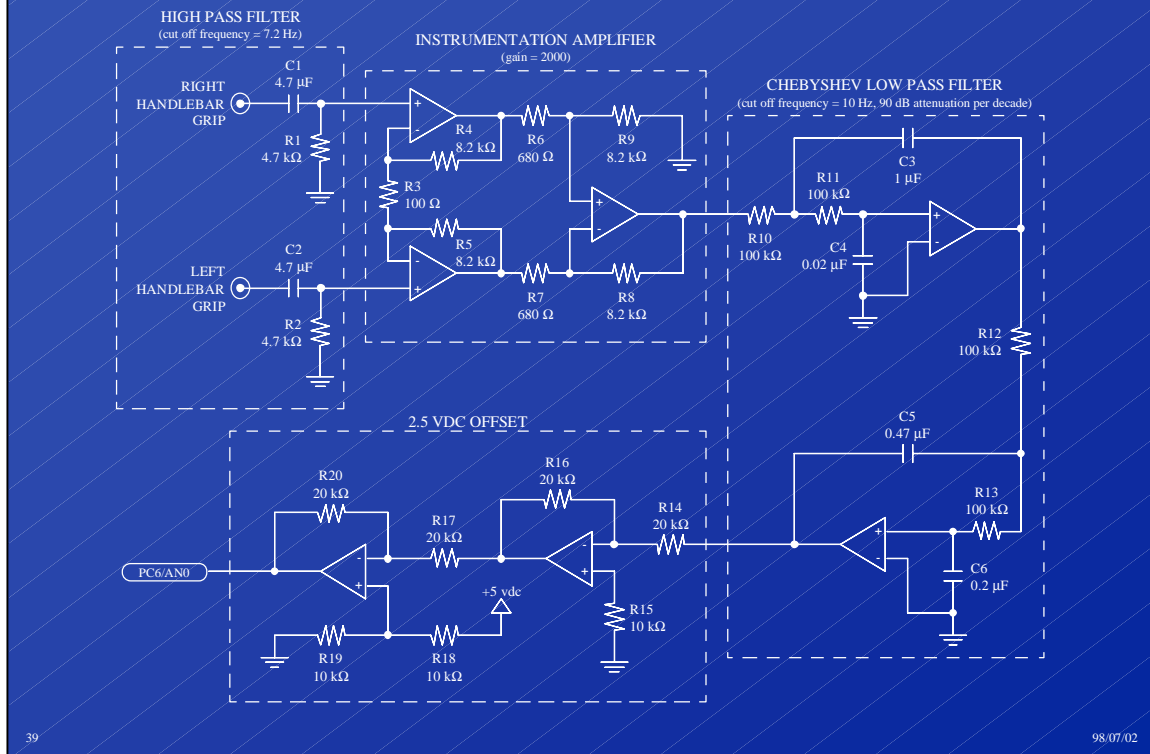 HIGH PASS FILTER
(cut off frequency = 7.2 Hz)
C1
4.7 µF
RIGHT
HANDLEBAR
GRIP
R1
4.7 kΩ
C2
4.7 µF
LEFT
HANDLEBAR
GRIP
R2
4.7 kΩ
INSTRUMENTATION AMPLIFIER
(gain = 2000)
+
-
R4
8.2 kΩ
R6
680 Ω
R9
8.2 kΩ
R3
100 Ω
+
-
R5
8.2 kΩ
-
+
R7
680 Ω
R8
8.2 kΩ
CHEBYSHEV LOW PASS FILTER
(cut off frequency = 10 Hz, 90 dB attenuation per decade)
C3
1 µF
R11
100 kΩ
R10
100 kΩ
C4
0.02 µF
+
-
R12
100 kΩ
C5
0.47 µF
R13
100 kΩ
+
-
C6
0.2 µF
2.5 VDC OFFSET
R20
20 kΩ
R16
20 kΩ
R17
20 kΩ
R14
20 kΩ
-
+
-
+
PC6/AN0
+5 vdc
R15
10 kΩ
R19
10 kΩ
R18
10 kΩ
39
98/07/02